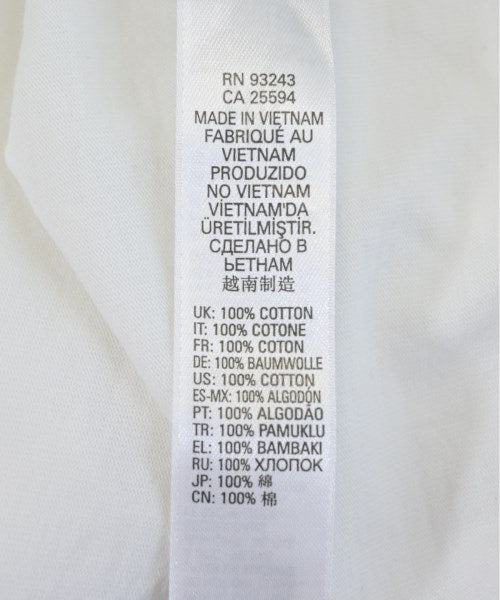 RN 93243
CA 25594
MADE IN VIETNAM
FABRIQUÉ AU
VIETNAM
PRODUZIDO
NO VIETNAM
VİETNAM'DA
ÜRETİLMİŞTİR.
СДЕЛАНО В
ЬЕТНАМ
越南制造
UK: 100% COTTON
IT: 100% COTONE
FR: 100% COTON
DE: 100% BAUMWOLLE
US: 100% COTTON
ES-MX: 100% ALGODÓN
PT: 100% ALGODÃO
TR: 100% PAMUKLU
EL: 100% BAMBAKI
RU: 100% ХЛОПОК
JP: 100% 綿
CN: 100% 棉